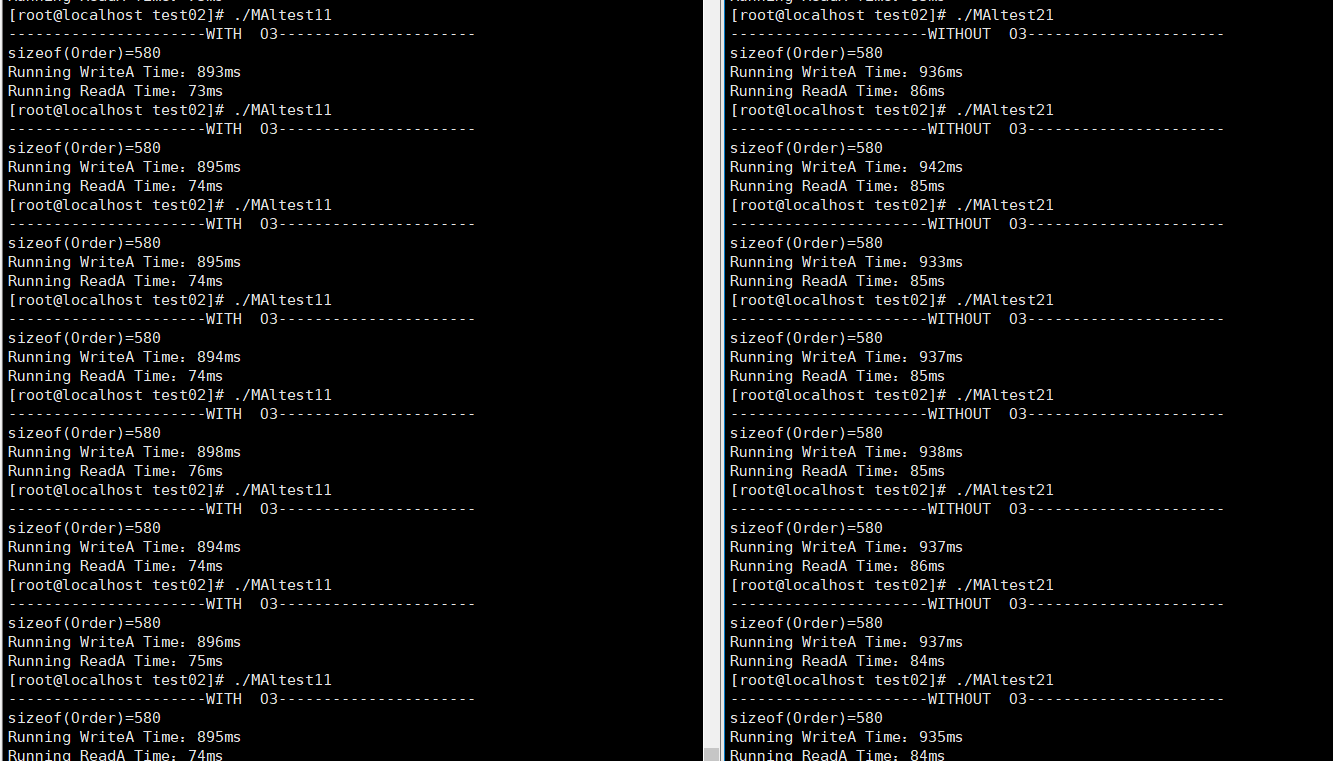 [root@localhost test02]# ./MAltest11
----------------------WITH  O3----------------------
sizeof(Order)=580
Running WriteA Time：893ms
Running ReadA Time：73ms
[root@localhost test02]# ./MAltest11
----------------------WITH  O3----------------------
sizeof(Order)=580
Running WriteA Time：895ms
Running ReadA Time：74ms
[root@localhost test02]# ./MAltest11
----------------------WITH  O3----------------------
sizeof(Order)=580
Running WriteA Time：895ms
Running ReadA Time：74ms
[root@localhost test02]# ./MAltest11
----------------------WITH  O3----------------------
sizeof(Order)=580
Running WriteA Time：894ms
Running ReadA Time：74ms
[root@localhost test02]# ./MAltest11
----------------------WITH  O3----------------------
sizeof(Order)=580
Running WriteA Time：898ms
Running ReadA Time：76ms
[root@localhost test02]# ./MAltest11
----------------------WITH  O3----------------------
sizeof(Order)=580
Running WriteA Time：894ms
Running ReadA Time：74ms
[root@localhost test02]# ./MAltest11
----------------------WITH  O3----------------------
sizeof(Order)=580
Running WriteA Time：896ms
Running ReadA Time：75ms
[root@localhost test02]# ./MAltest11
----------------------WITH  O3----------------------
sizeof(Order)=580
Running WriteA Time：895ms
Running ReadA Time：74ms
[root@localhost test02]# ./MAltest21
----------------------WITHOUT  O3----------------------
sizeof(Order)=580
Running WriteA Time：936ms
Running ReadA Time：86ms
[root@localhost test02]# ./MAltest21
----------------------WITHOUT  O3----------------------
sizeof(Order)=580
Running WriteA Time：942ms
Running ReadA Time：85ms
[root@localhost test02]# ./MAltest21
----------------------WITHOUT  O3----------------------
sizeof(Order)=580
Running WriteA Time：933ms
Running ReadA Time：85ms
[root@localhost test02]# ./MAltest21
----------------------WITHOUT  O3----------------------
sizeof(Order)=580
Running WriteA Time：937ms
Running ReadA Time：85ms
[root@localhost test02]# ./MAltest21
----------------------WITHOUT  O3----------------------
sizeof(Order)=580
Running WriteA Time：938ms
Running ReadA Time：85ms
[root@localhost test02]# ./MAltest21
----------------------WITHOUT  O3----------------------
sizeof(Order)=580
Running WriteA Time：937ms
Running ReadA Time：86ms
[root@localhost test02]# ./MAltest21
----------------------WITHOUT  O3----------------------
sizeof(Order)=580
Running WriteA Time：937ms
Running ReadA Time：84ms
[root@localhost test02]# ./MAltest21
----------------------WITHOUT  O3----------------------
sizeof(Order)=580
Running WriteA Time：935ms
Running ReadA Time：84ms